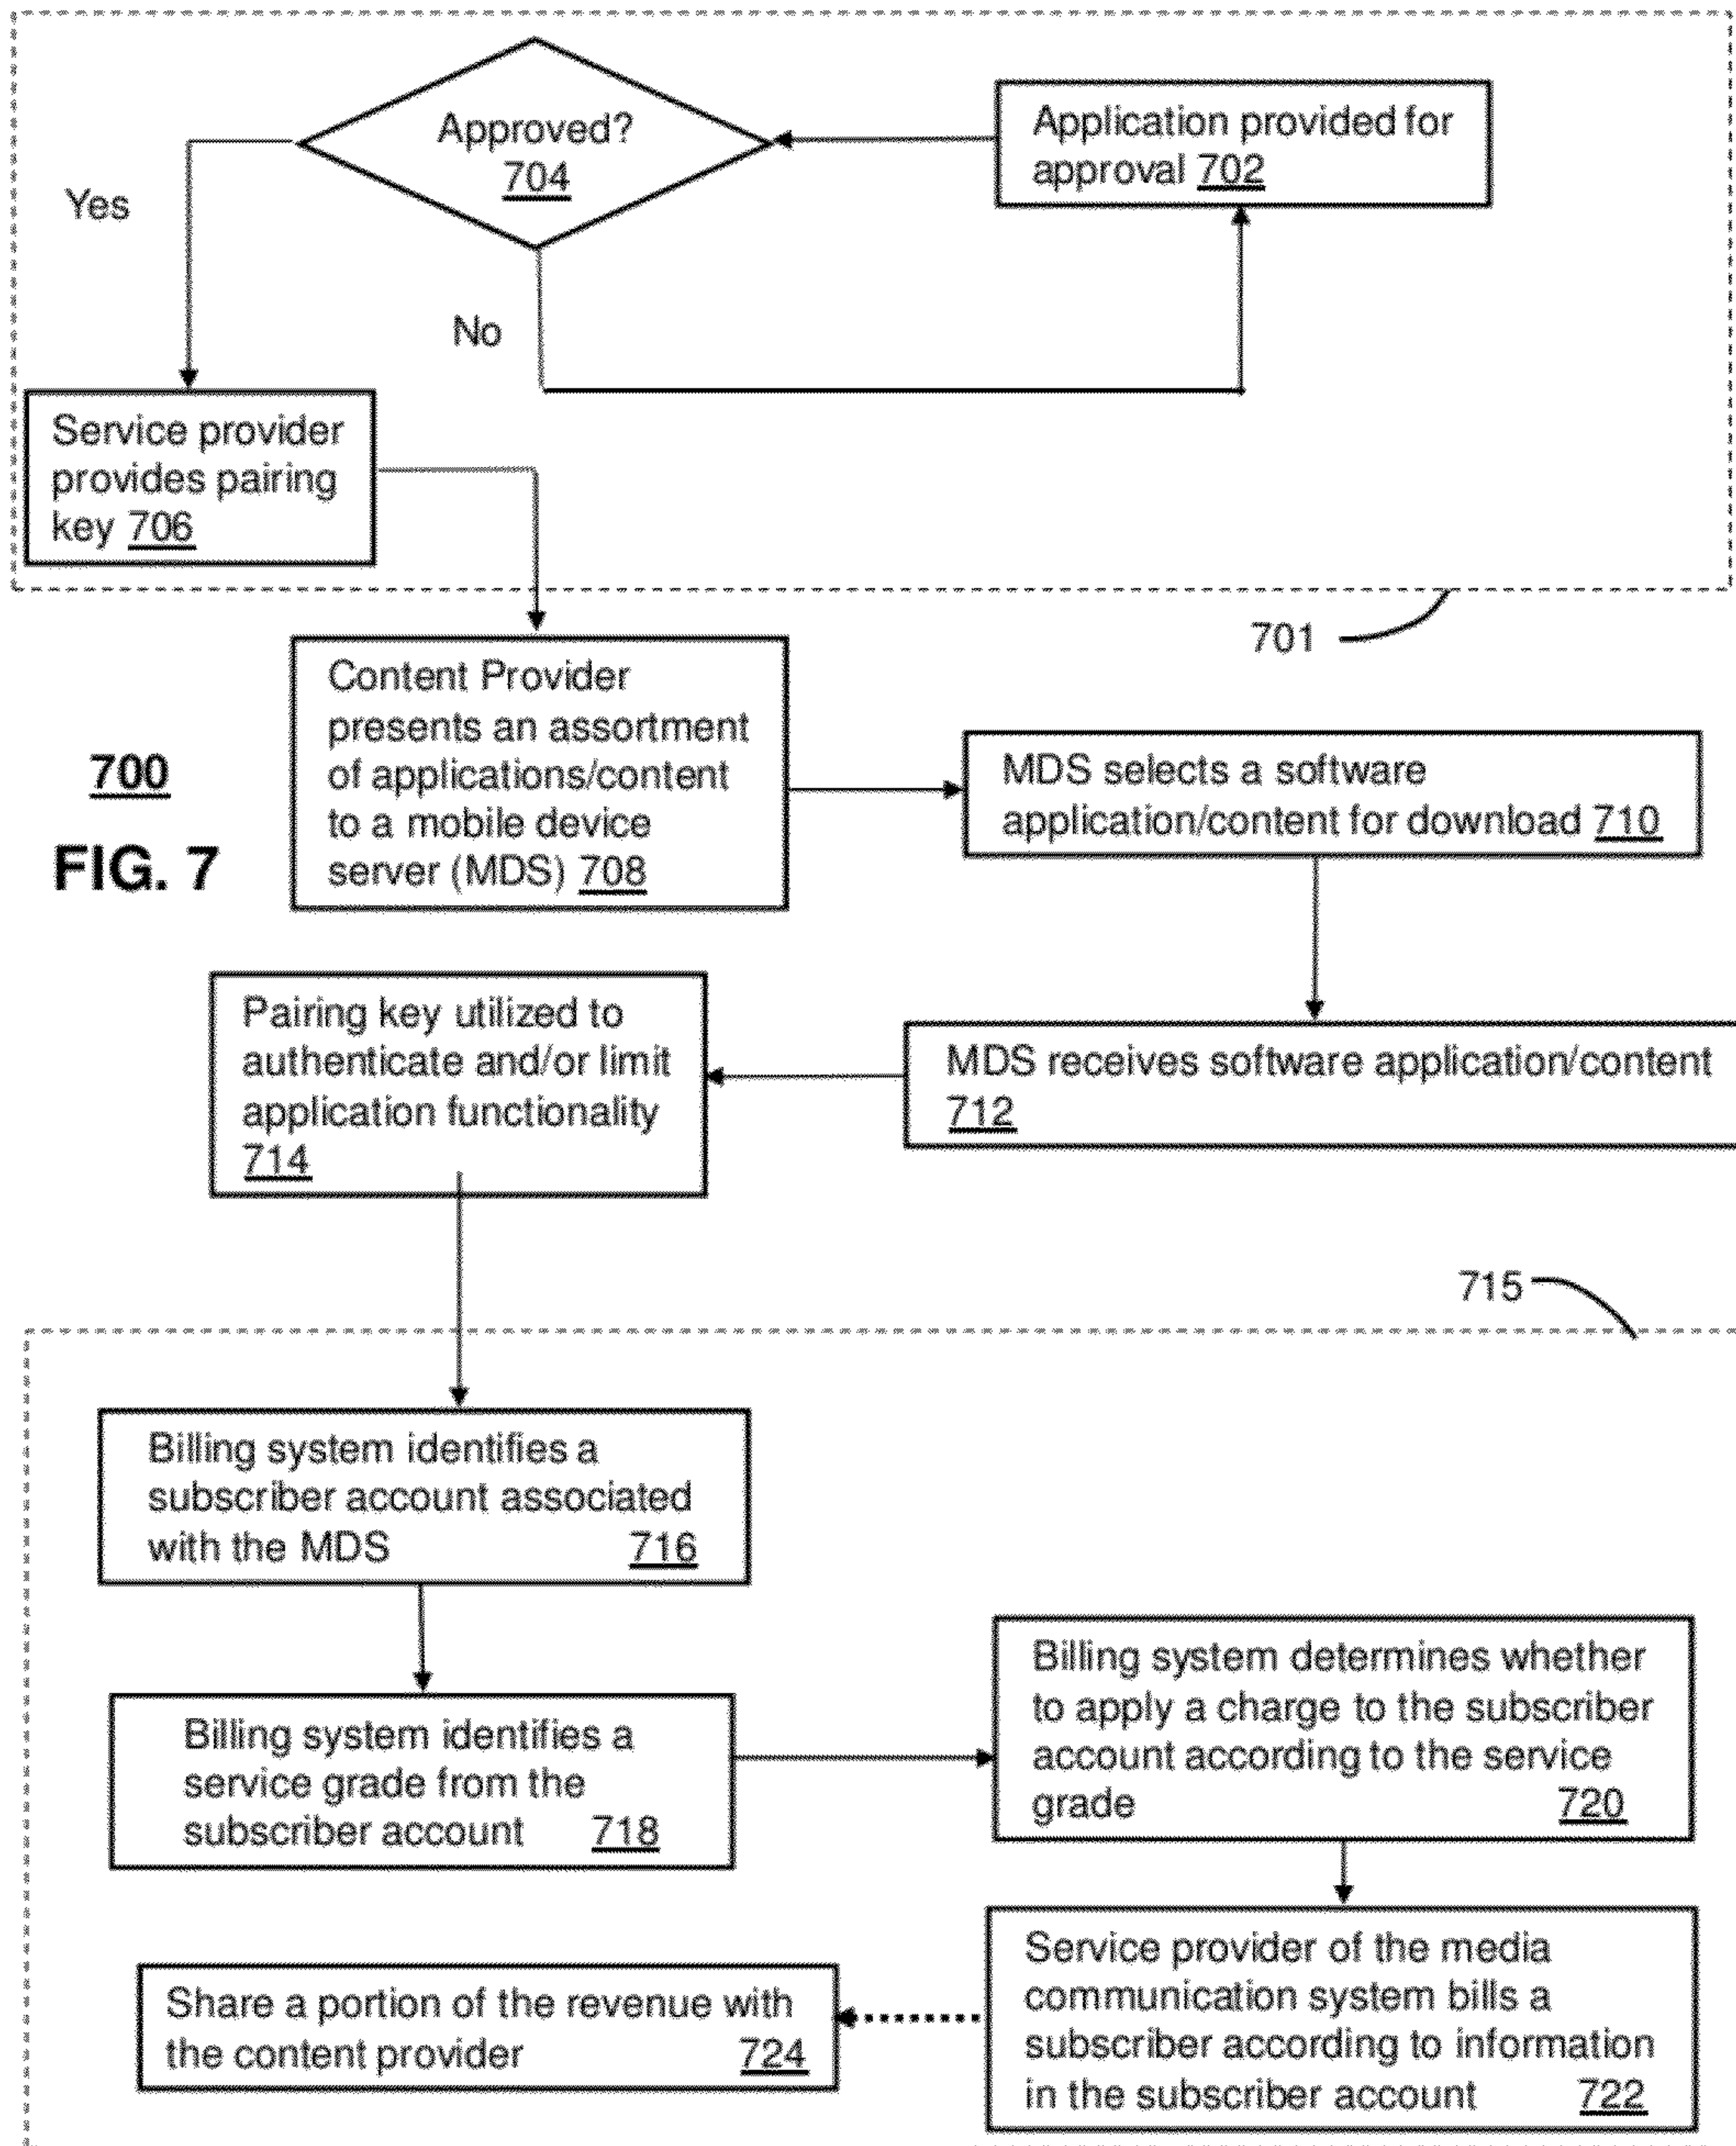 Approved?
704
Application provided for
approval 702
Yes
No
Service provider
provides pairing
key 706
701
Content Provider
presents an assortment
of applications/content
to a mobile device
server (MDS) 708
700
FIG. 7
MDS selects a software
application/content for download 710
Pairing key utilized to
authenticate and/or limit
application functionality
714
MDS receives software application/content
712
715
Billing system identifies a
subscriber account associated
with the MDS 716
Billing system identifies a
service grade from the
subscriber account 718
Billing system determines whether
to apply a charge to the subscriber
account according to the service
grade 720
Service provider of the media
communication system bills a
subscriber according to information
in the subscriber account 722
Share a portion of the revenue with
the content provider 724